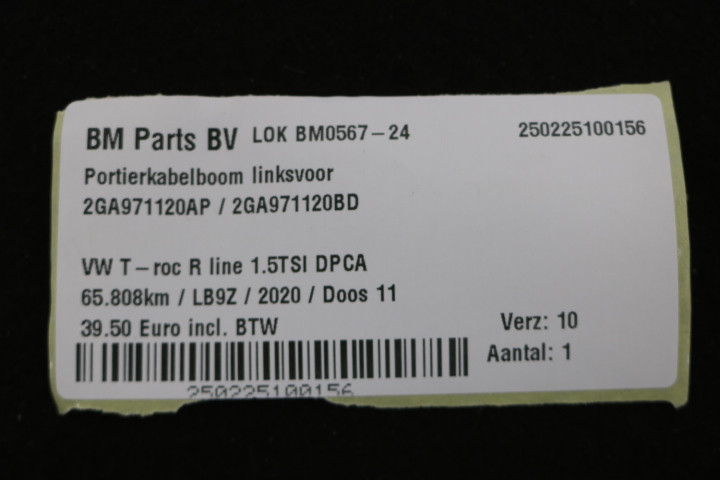 BM Parts BV LOK BM0567-24 250225100156
Portierkabelboom linksvoor
2GA971120AP / 2GA971120BD
VW T-roc R line 1.5TSI DPCA
65.808km / LB9Z / 2020 / Doos 11
39.50 Euro incl. BTW Verz: 10
Aantal: 1
250225100156